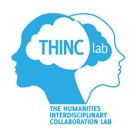 THINC lab
THE HUMANITIES
INTERDISCIPLINARY
COLLABORATION LAB